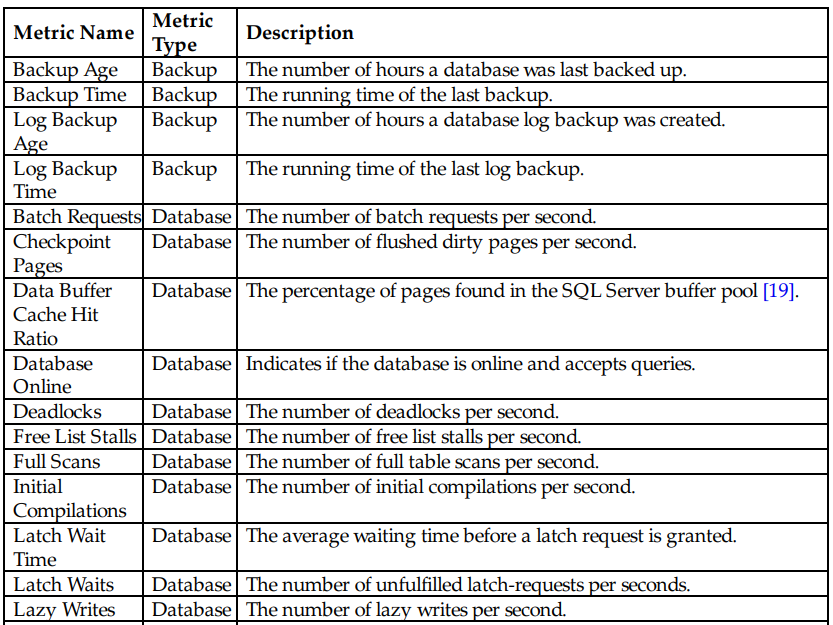 Metric Name Metric Type Description
Backup Age Backup The number of hours a database was last backed up.
Backup Time Backup The running time of the last backup.
Log Backup Age Backup The number of hours a database log backup was created.
Log Backup Time Backup The running time of the last log backup.
Batch Requests Database The number of batch requests per second.
Checkpoint Pages Database The number of flushed dirty pages per second.
Data Buffer Cache Hit Ratio Database The percentage of pages found in the SQL Server buffer pool [19].
Database Online Database Indicates if the database is online and accepts queries.
Deadlocks Database The number of deadlocks per second.
Free List Stalls Database The number of free list stalls per second.
Full Scans Database The number of full table scans per second.
Initial Compilations Database The number of initial compilations per second.
Latch Wait Time Database The average waiting time before a latch request is granted.
Latch Waits Database The number of unfulfilled latch-requests per seconds.
Lazy Writes Database The number of lazy writes per second.